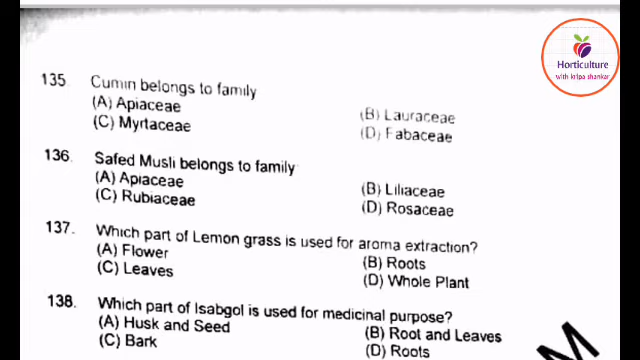 Horticulture
with kripa shankar
135. Cumin belongs to family
(A) Apiaceae (B) Lauraceae
(C) Myrtaceae (D) Fabaceae
136. Safed Musli belongs to family
(A) Apiaceae (B) Liliaceae
(C) Rubiaceae (D) Rosaceae
137. Which part of Lemon grass is used for aroma extraction?
(A) Flower (B) Roots
(C) Leaves (D) Whole Plant
138. Which part of Isabgol is used for medicinal purpose?
(A) Husk and Seed (B) Root and Leaves
(C) Bark (D) Roots
M